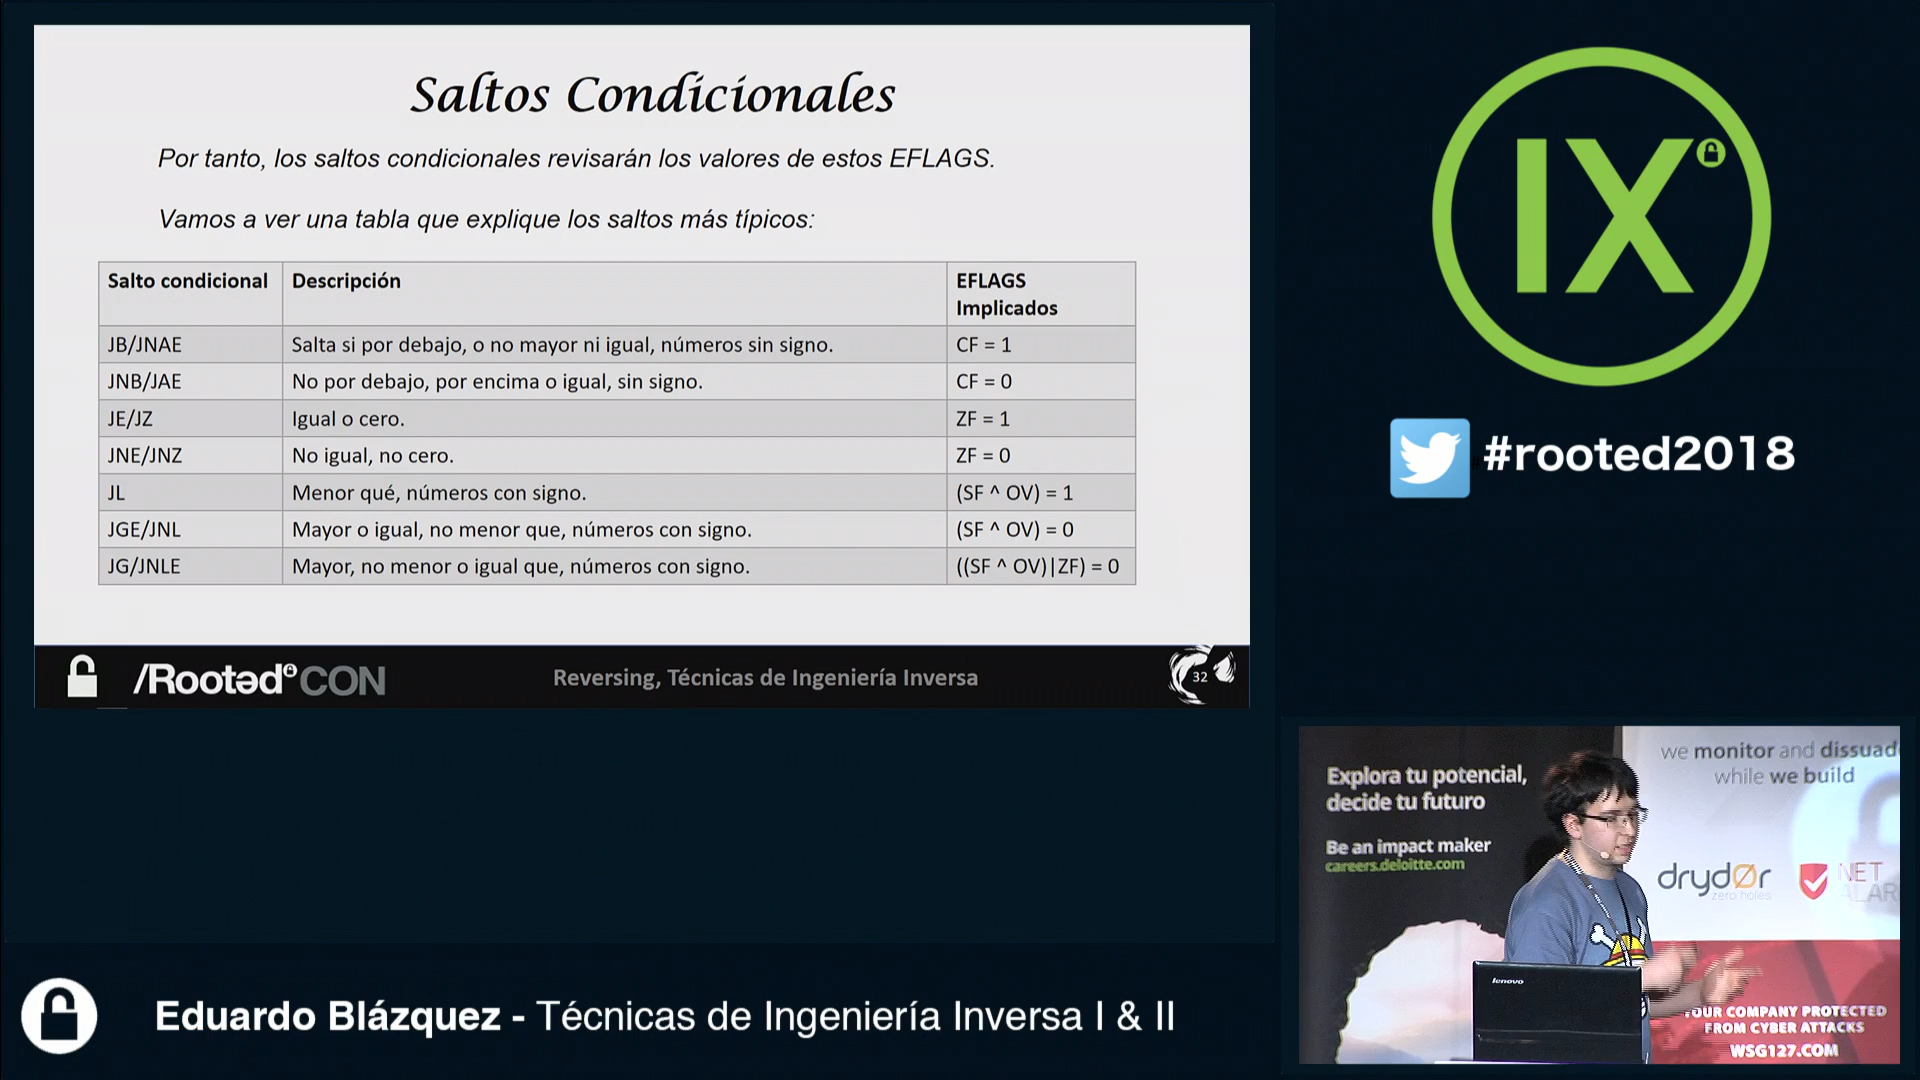 Saltos Condicionales
Por tanto, los saltos condicionales revisarán los valores de estos EFLAGS.
Vamos a ver una tabla que explique los saltos más típicos:
Salto condicional Descripción EFLAGS Implicados
JB/JNAE Salta si por debajo, o no mayor ni igual, números sin signo. CF = 1
JNB/JAE No por debajo, por encima o igual, sin signo. CF = 0
JE/JZ Igual o cero. ZF = 1
JNE/JNZ No igual, no cero. ZF = 0
JL Menor qué, números con signo. (SF ^ OV) = 1
JGE/JNL Mayor o igual, no menor que, números con signo. (SF ^ OV) = 0
JG/JNLE Mayor, no menor o igual que, números con signo. ((SF ^ OV)|ZF) = 0
/Rootəd CON Reversing, Técnicas de Ingeniería Inversa 32
IX
#rooted2018
Explora tu potencial,
decide tu futuro
Be an impact maker
careers.deloitte.com
we monitor and dissuad
while we build
drydØr
zero holes
NET
ALAR
lenovo
OUR COMPANY PROTECTED
FROM CYBER ATTACKS
WSG127.COM
Eduardo Blázquez - Técnicas de Ingeniería Inversa I & II